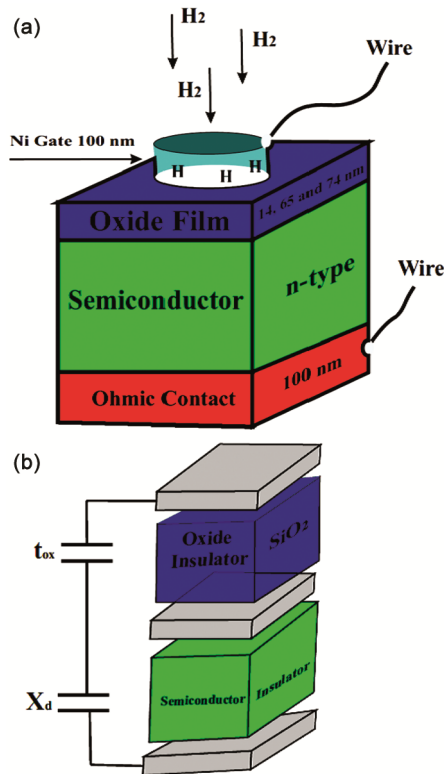 (a)
H2
H2
H2
Wire
Ni Gate 100 nm
H
H
H
Oxide Film
14, 65 and 74 nm
Semiconductor
n-type
Wire
Ohmic Contact
100 nm
(b)
tox
Oxide
Insulator
SiO2
Xd
Semiconductor
Insulator